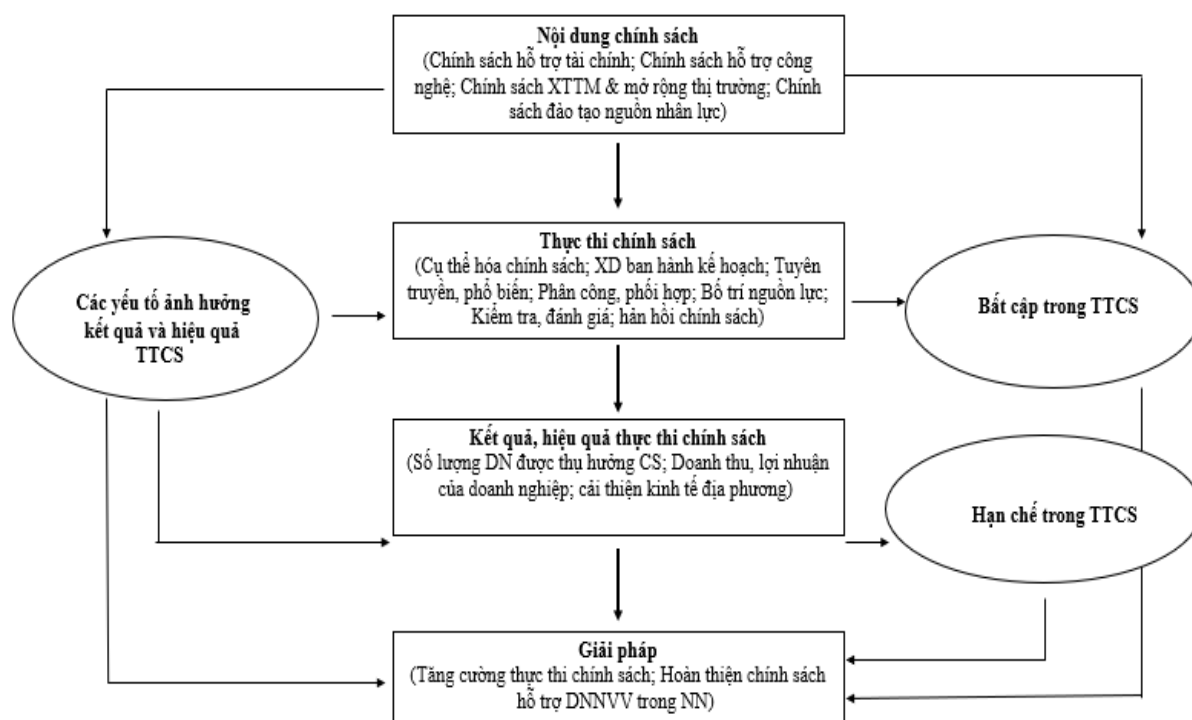 Nội dung chính sách
(Chính sách hỗ trợ tài chính; Chính sách hỗ trợ công
nghệ; Chính sách XTTM & mở rộng thị trường; Chính
sách đào tạo nguồn nhân lực)
Thực thi chính sách
(Cụ thể hóa chính sách; XD ban hành kế hoạch; Tuyên
truyền, phổ biến; Phân công, phối hợp; Bố trí nguồn lực;
Kiểm tra, đánh giá; hản hồi chính sách)
Các yếu tố ảnh hưởng
kết quả và hiệu quả
TTCS
Bất cập trong TTCS
Kết quả, hiệu quả thực thi chính sách
(Số lượng DN được thụ hưởng CS; Doanh thu, lợi nhuận
của doanh nghiệp; cải thiện kinh tế địa phương)
Hạn chế trong TTCS
Giải pháp
(Tăng cường thực thi chính sách; Hoàn thiện chính sách
hỗ trợ DNNVV trong NN)